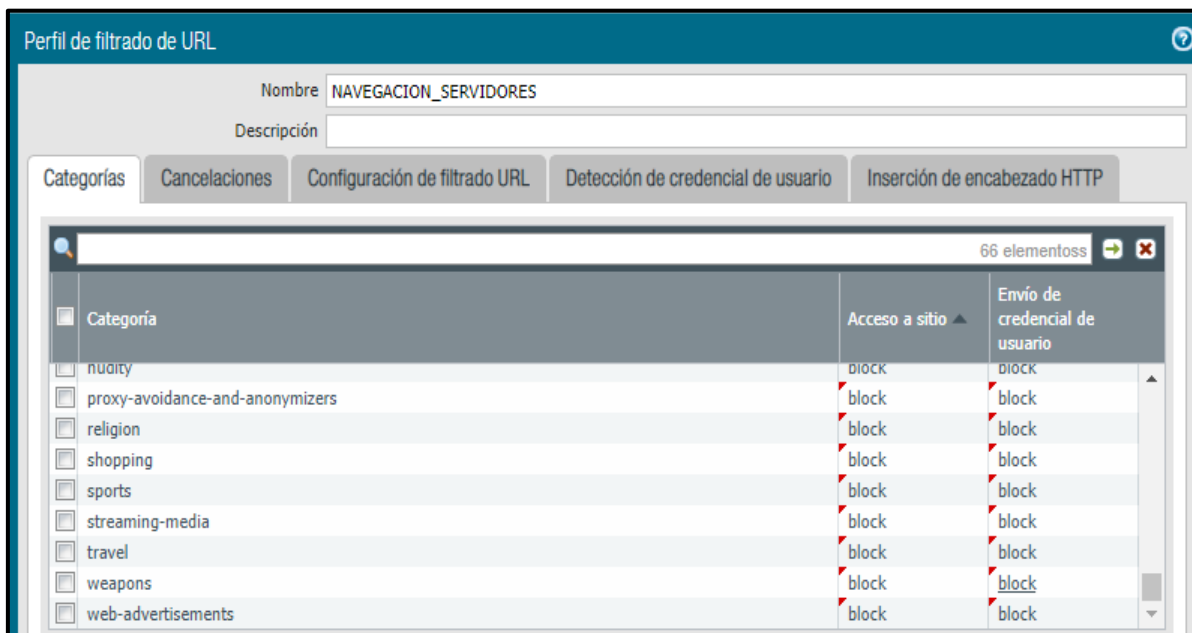 Perfil de filtrado de URL
Nombre NAVEGACION_SERVIDORES
Descripción
Categorías Cancelaciones Configuración de filtrado URL Detección de credencial de usuario Inserción de encabezado HTTP
66 elementoss
Categoría Acceso a sitio Envío de credencial de usuario
nudity block block
proxy-avoidance-and-anonymizers block block
religion block block
shopping block block
sports block block
streaming-media block block
travel block block
weapons block block
web-advertisements block block